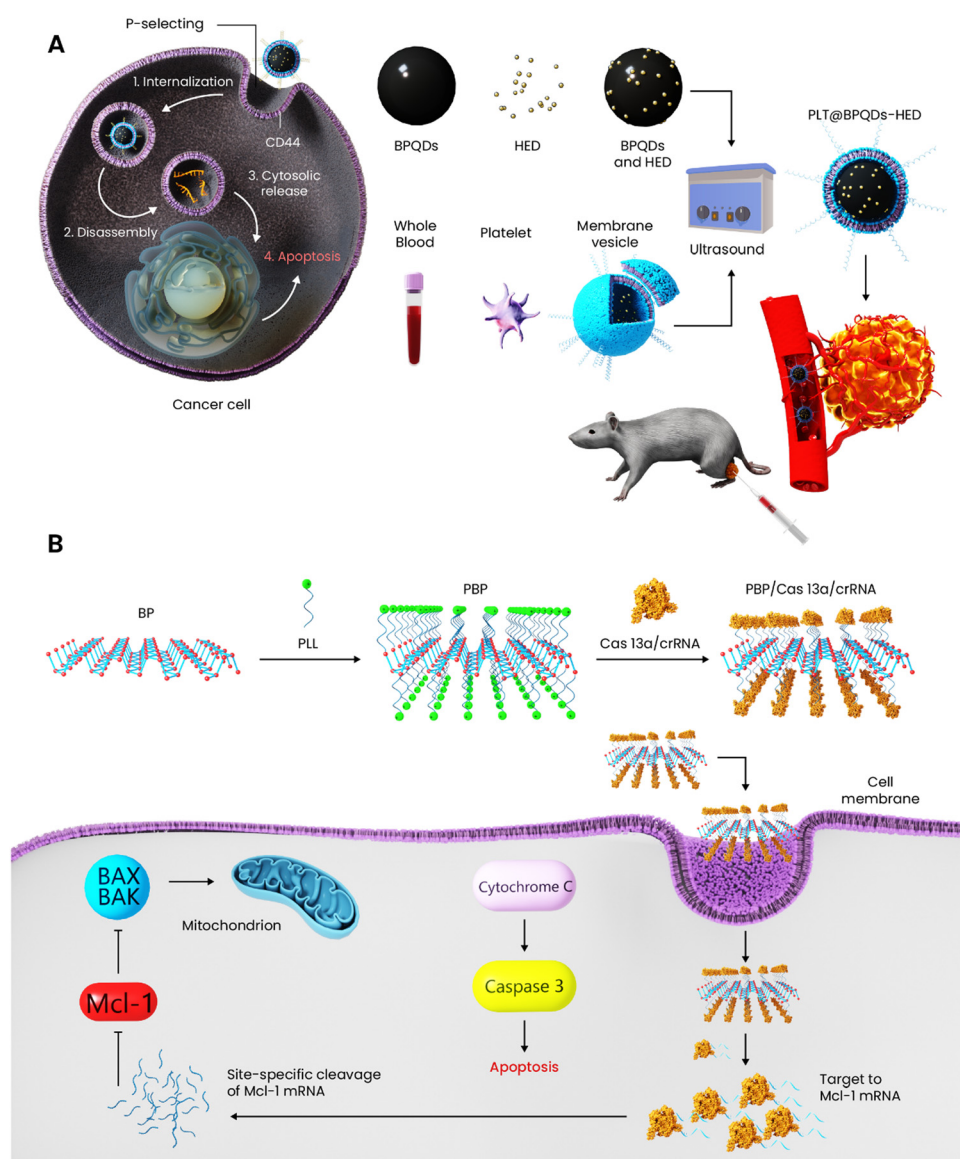 A
P-selecting
1. Internalization
CD44
3. Cytosolic
release
2. Disassembly
4. Apoptosis
Cancer cell
BPQDs
HED
BPQDs
and HED
PLT@BPQDs-HED
Whole
Blood
Platelet
Membrane
vesicle
Ultrasound
B
BP
PLL
PBP
Cas 13a/crRNA
PBP/Cas 13a/crRNA
Cell
membrane
BAX
BAK
Mitochondrion
Cytochrome C
Mcl-1
Caspase 3
Apoptosis
Site-specific cleavage
of Mcl-1 mRNA
Target to
Mcl-1 mRNA